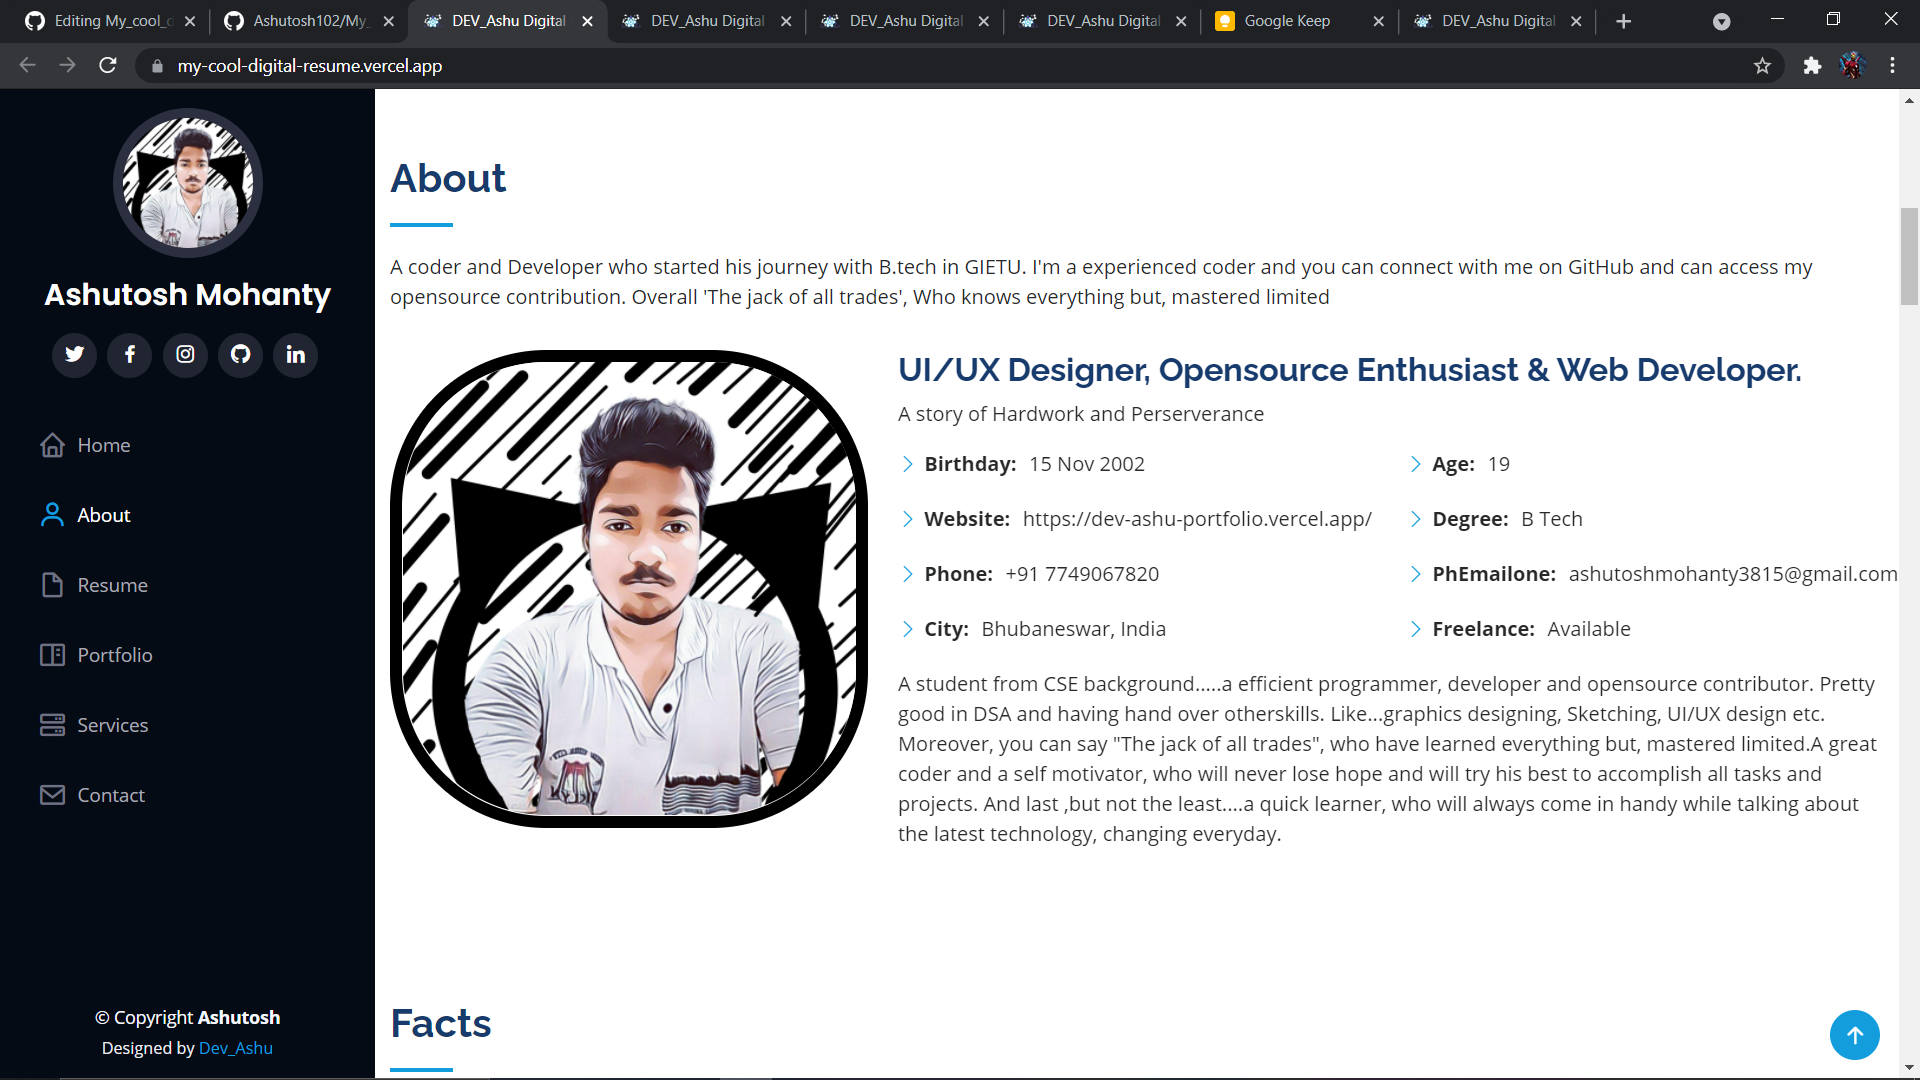 Editing My_cool_d
Ashutosh102/My_
DEV_Ashu Digital
DEV_Ashu Digital
DEV_Ashu Digital
DEV_Ashu Digital
Google Keep
DEV_Ashu Digital
my-cool-digital-resume.vercel.app
Ashutosh Mohanty
Home
About
Resume
Portfolio
Services
Contact
© Copyright Ashutosh
Designed by Dev_Ashu
About
A coder and Developer who started his journey with B.tech in GIETU. I'm a experienced coder and you can connect with me on GitHub and can access my
opensource contribution. Overall 'The jack of all trades', Who knows everything but, mastered limited
UI/UX Designer, Opensource Enthusiast & Web Developer.
A story of Hardwork and Perserverance
Birthday: 15 Nov 2002
Age: 19
Website: https://dev-ashu-portfolio.vercel.app/
Degree: B Tech
Phone: +91 7749067820
PhEmailone: ashutoshmohanty3815@gmail.com
City: Bhubaneswar, India
Freelance: Available
A student from CSE background.....a efficient programmer, developer and opensource contributor. Pretty
good in DSA and having hand over otherskills. Like...graphics designing, Sketching, UI/UX design etc.
Moreover, you can say "The jack of all trades", who have learned everything but, mastered limited.A great
coder and a self motivator, who will never lose hope and will try his best to accomplish all tasks and
projects. And last ,but not the least....a quick learner, who will always come in handy while talking about
the latest technology, changing everyday.
Facts